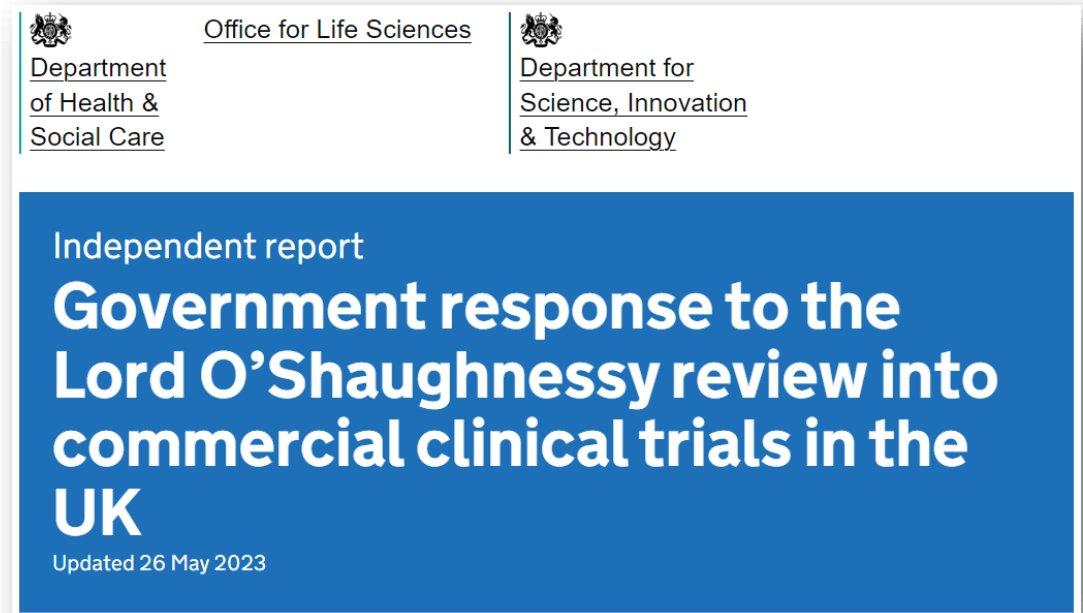 Department
of Health &
Social Care
Office for Life Sciences
Department for
Science, Innovation
& Technology
Independent report
Government response to the
Lord O’Shaughnessy review into
commercial clinical trials in the
UK
Updated 26 May 2023